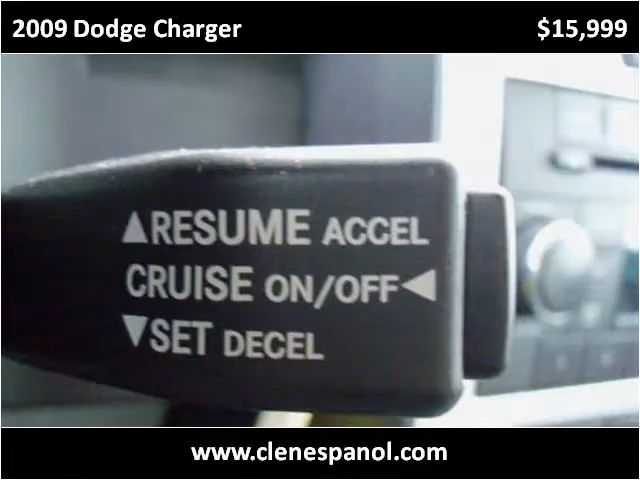 2009 Dodge Charger $15,999
▲RESUME ACCEL
CRUISE ON/OFF◀
▼SET DECEL
www.clenespanol.com